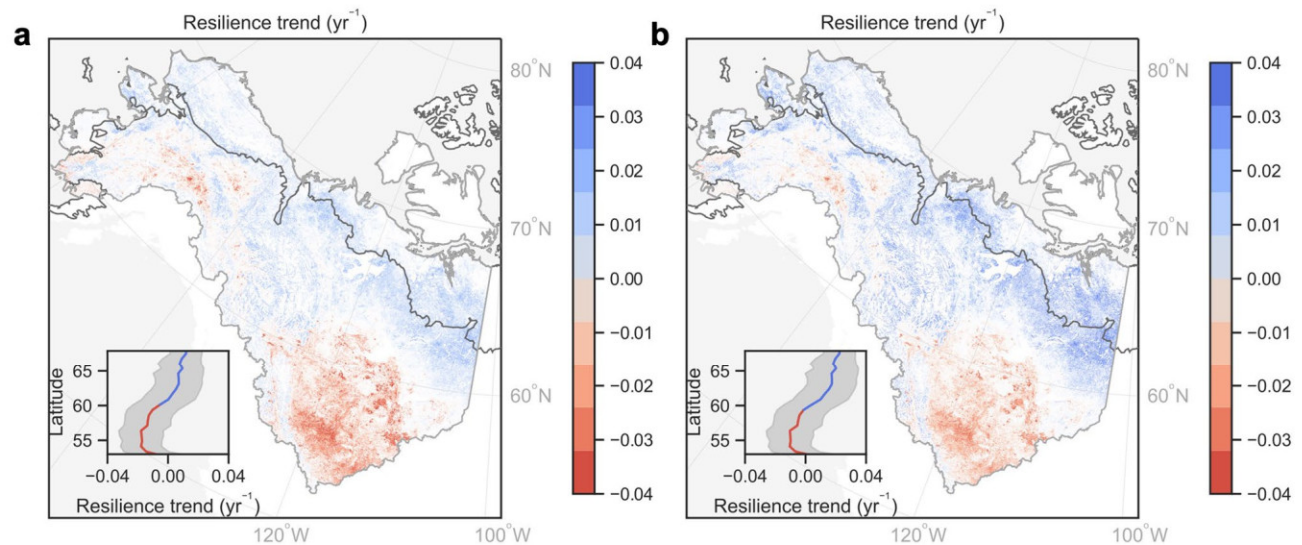 a
Resilience trend (yr⁻¹)
80°N
70°N
60°N
120°W
100°W
0.04
0.03
0.02
0.01
0.00
−0.01
−0.02
−0.03
−0.04
Latitude
65
60
55
−0.04
0.00
0.04
Resilience trend (yr⁻¹)
b
Resilience trend (yr⁻¹)
80°N
70°N
60°N
120°W
100°W
0.04
0.03
0.02
0.01
0.00
−0.01
−0.02
−0.03
−0.04
Latitude
65
60
55
−0.04
0.00
0.04
Resilience trend (yr⁻¹)